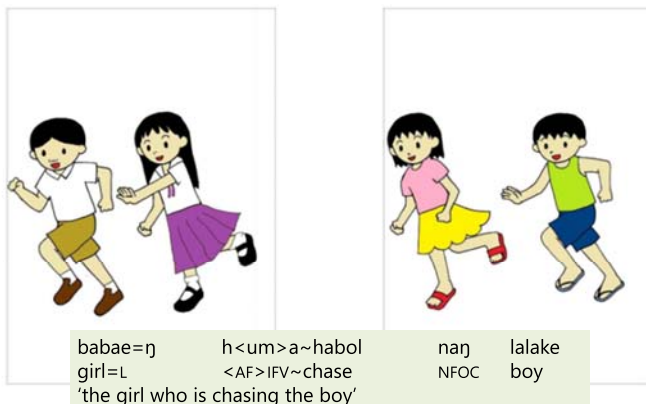 babae=ŋ h<um>a~habol naŋ lalake
girl=L <AF>IFV~chase NFOC boy
‘the girl who is chasing the boy’